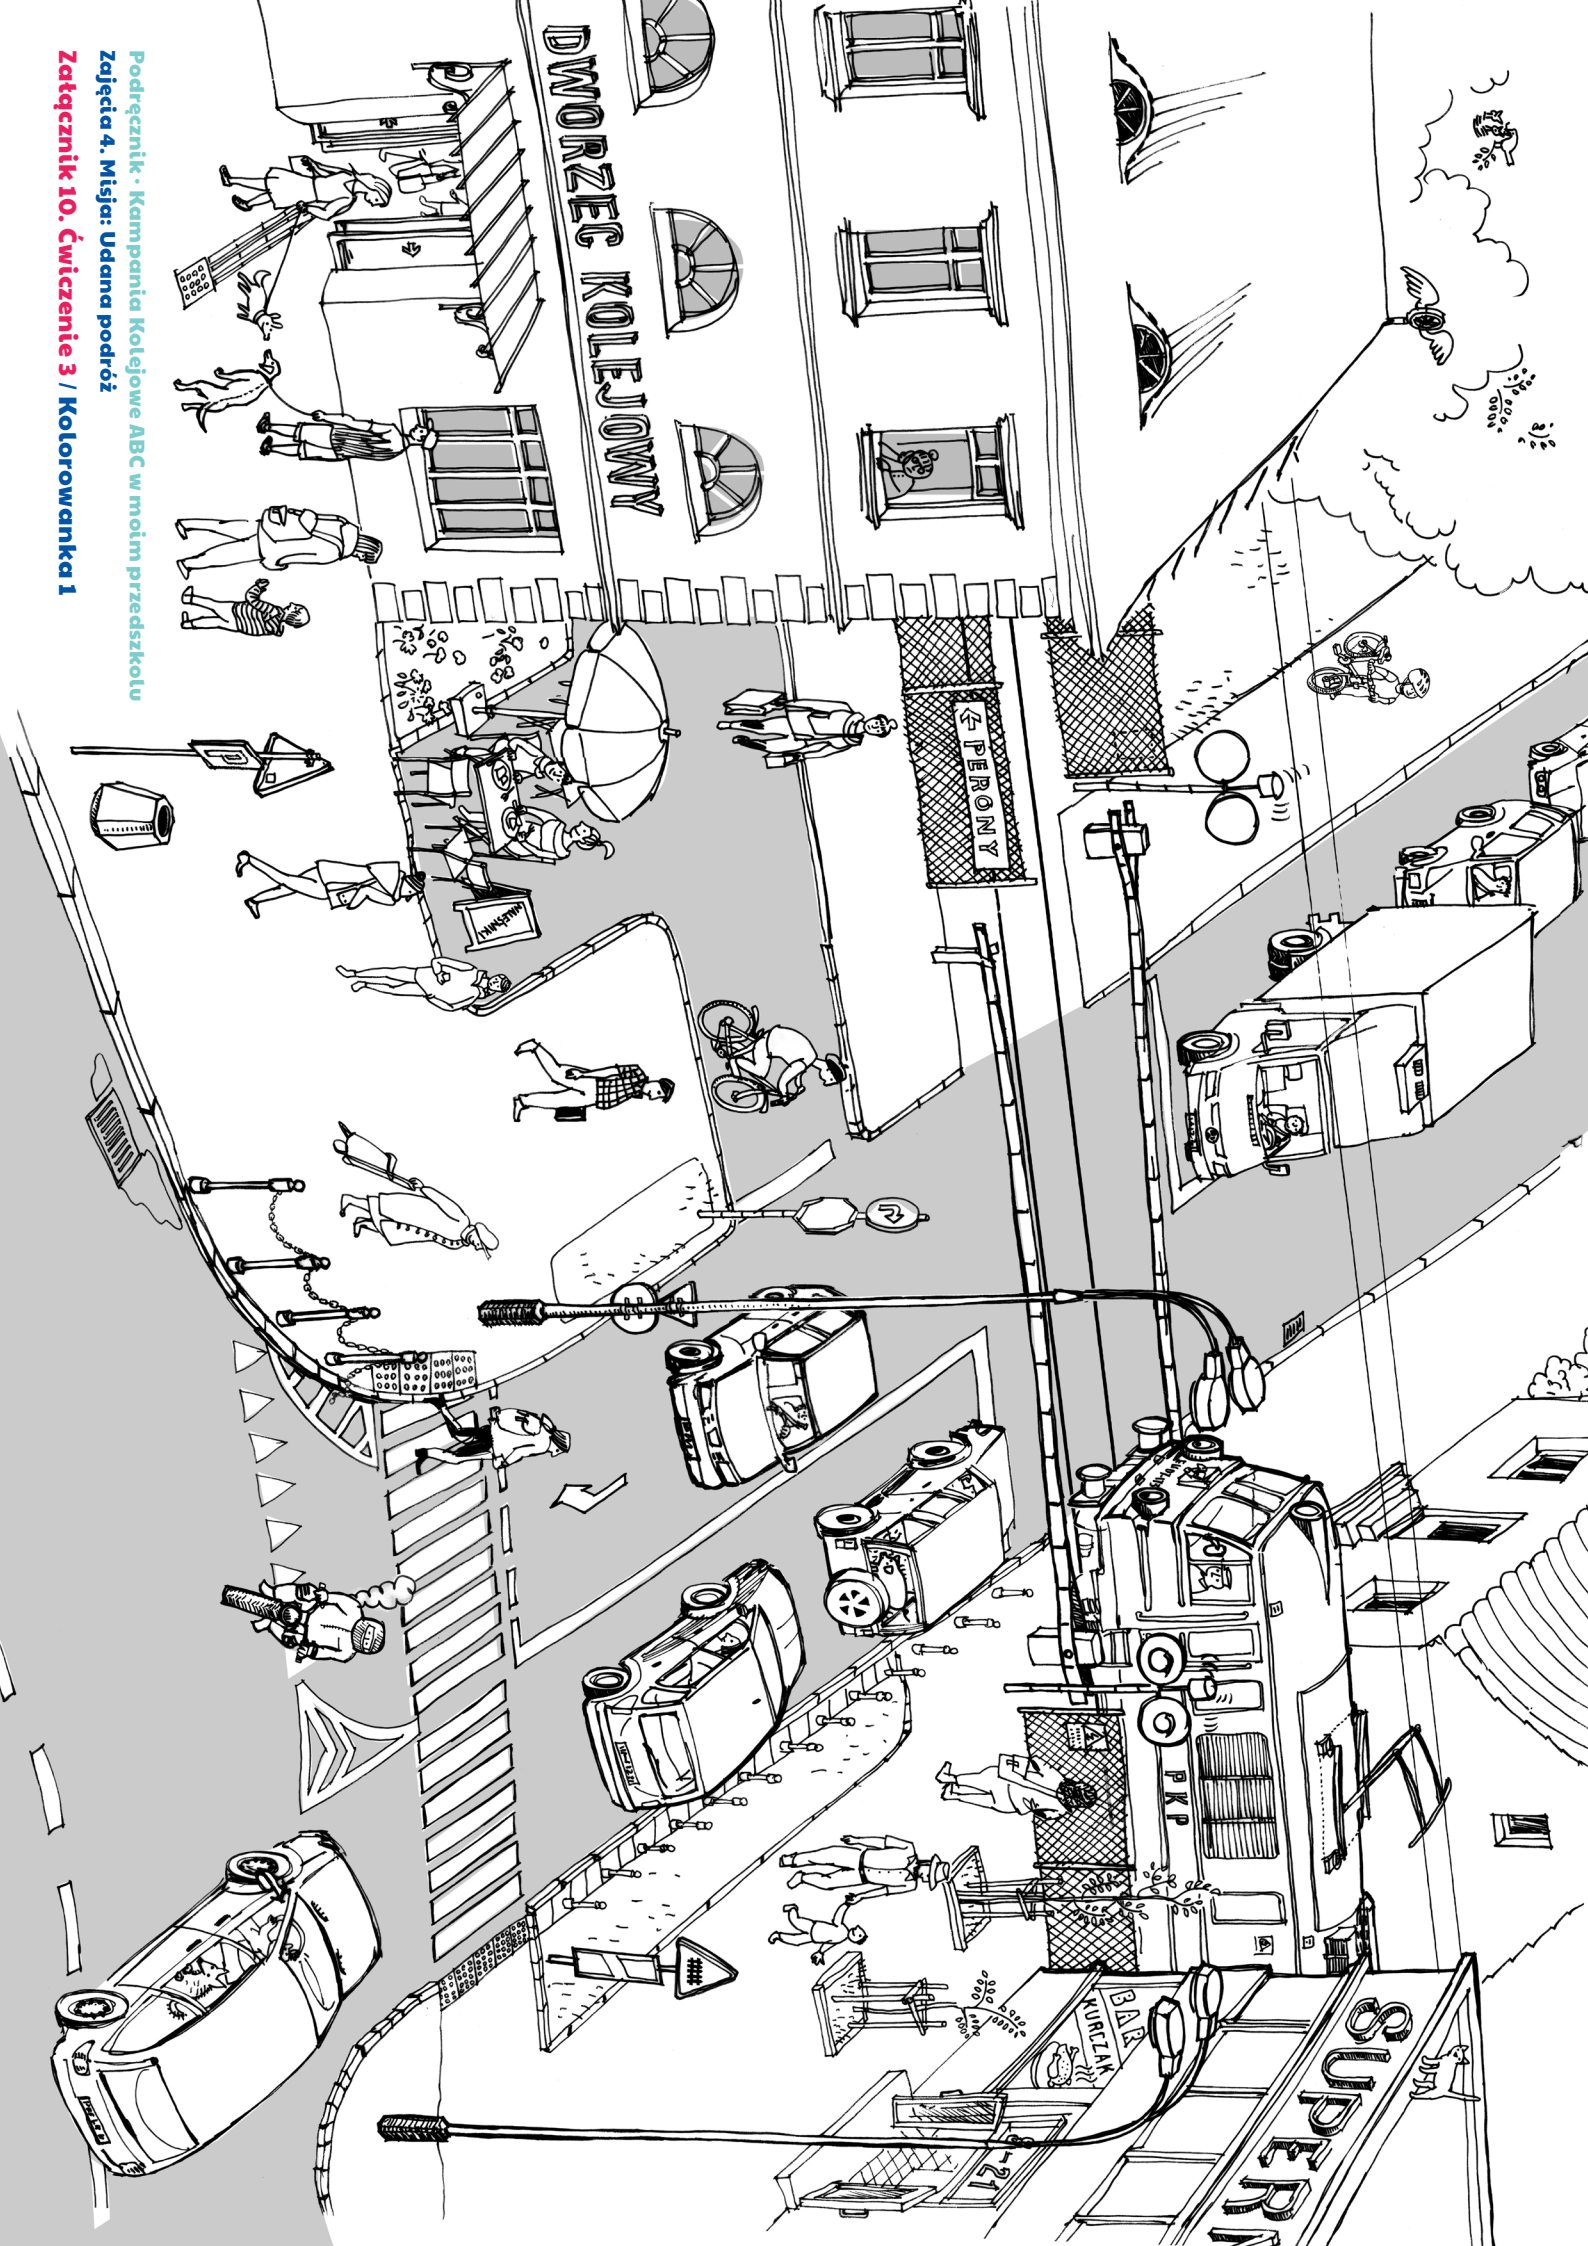 Podręcznik • Kampania Kolejowe ABC w moim przedszkolu
Zajęcia 4. Misja: Udana podróż
Załącznik 10. Ćwiczenie 3 / Kolorowanka 1
DWORZEC KOLEJOWY
← PERONY
NALEŚNIKI
PKP
BAR
KURCZAK
SUPER